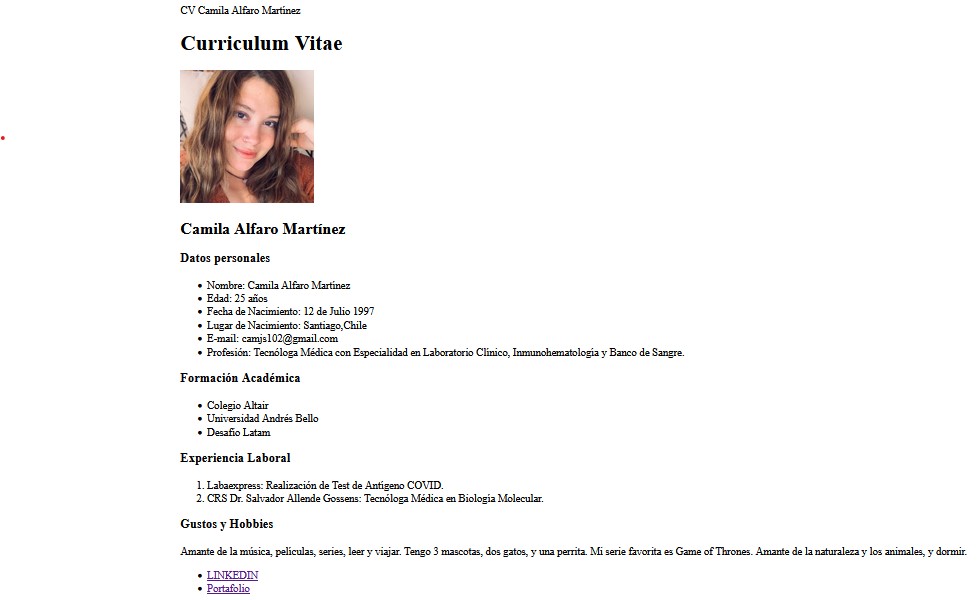 CV Camila Alfaro Martínez
Curriculum Vitae
Camila Alfaro Martínez
Datos personales
• Nombre: Camila Alfaro Martínez
• Edad: 25 años
• Fecha de Nacimiento: 12 de Julio 1997
• Lugar de Nacimiento: Santiago,Chile
• E-mail: camjs102@gmail.com
• Profesión: Tecnóloga Médica con Especialidad en Laboratorio Clínico, Inmunohematología y Banco de Sangre.
Formación Académica
• Colegio Altair
• Universidad Andrés Bello
• Desafío Latam
Experiencia Laboral
1. Labaexpress: Realización de Test de Antígeno COVID.
2. CRS Dr. Salvador Allende Gossens: Tecnóloga Médica en Biología Molecular.
Gustos y Hobbies
Amante de la música, películas, series, leer y viajar. Tengo 3 mascotas, dos gatos, y una perrita. Mi serie favorita es Game of Thrones. Amante de la naturaleza y los animales, y dormir.
• LINKEDIN
• Portafolio